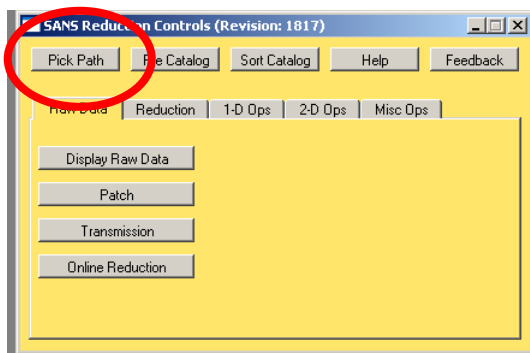 SANS Reduction Controls (Revision: 1817)
Pick Path File Catalog Sort Catalog Help Feedback
Raw Data Reduction 1-D Ops 2-D Ops Misc Ops
Display Raw Data
Patch
Transmission
Online Reduction